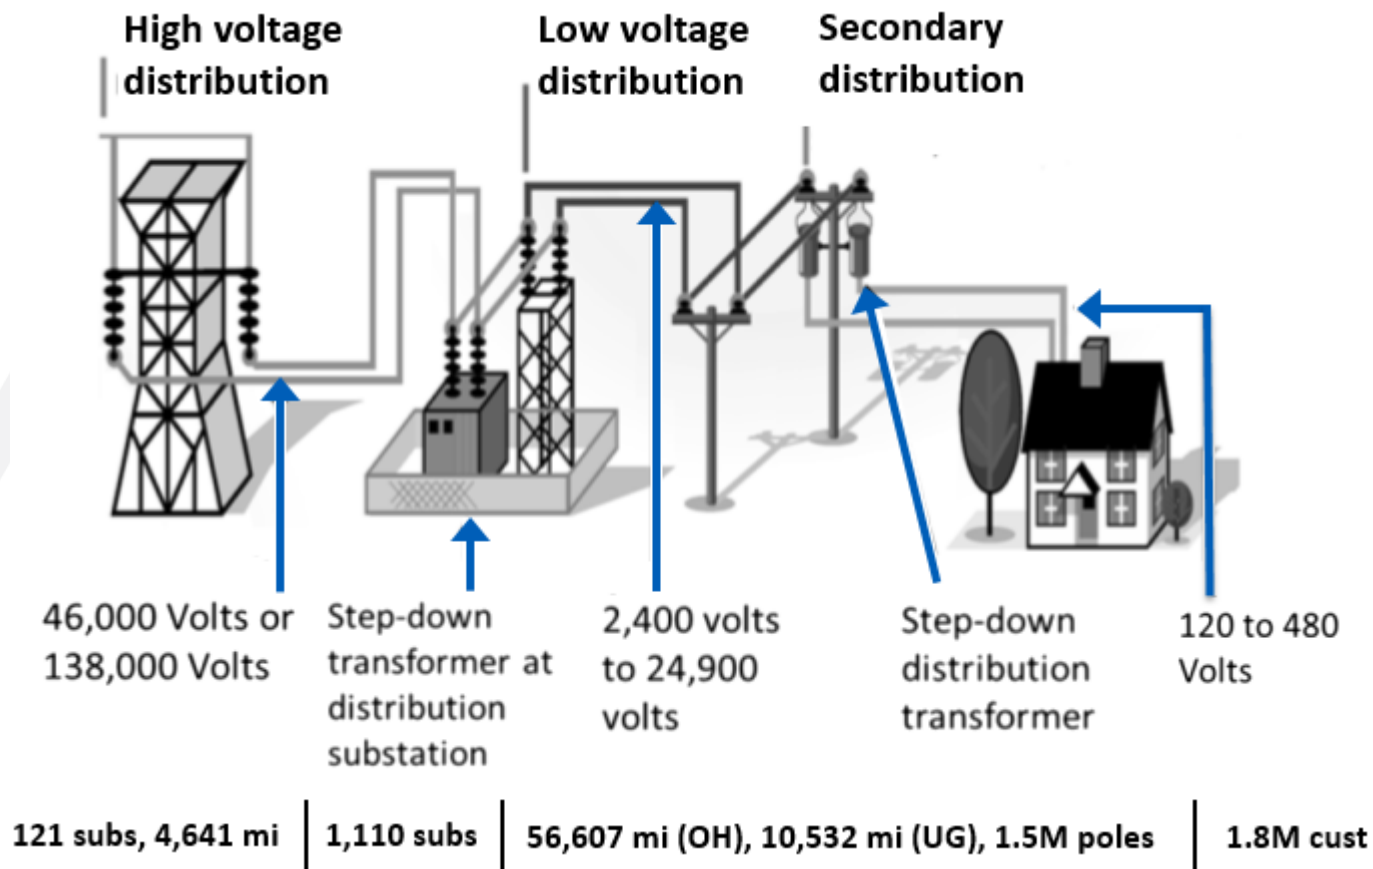 High voltage
distribution
Low voltage
distribution
Secondary
distribution
46,000 Volts or
138,000 Volts
Step-down
transformer at
distribution
substation
2,400 volts
to 24,900
volts
Step-down
distribution
transformer
120 to 480
Volts
121 subs, 4,641 mi
1,110 subs
56,607 mi (OH), 10,532 mi (UG), 1.5M poles
1.8M cust